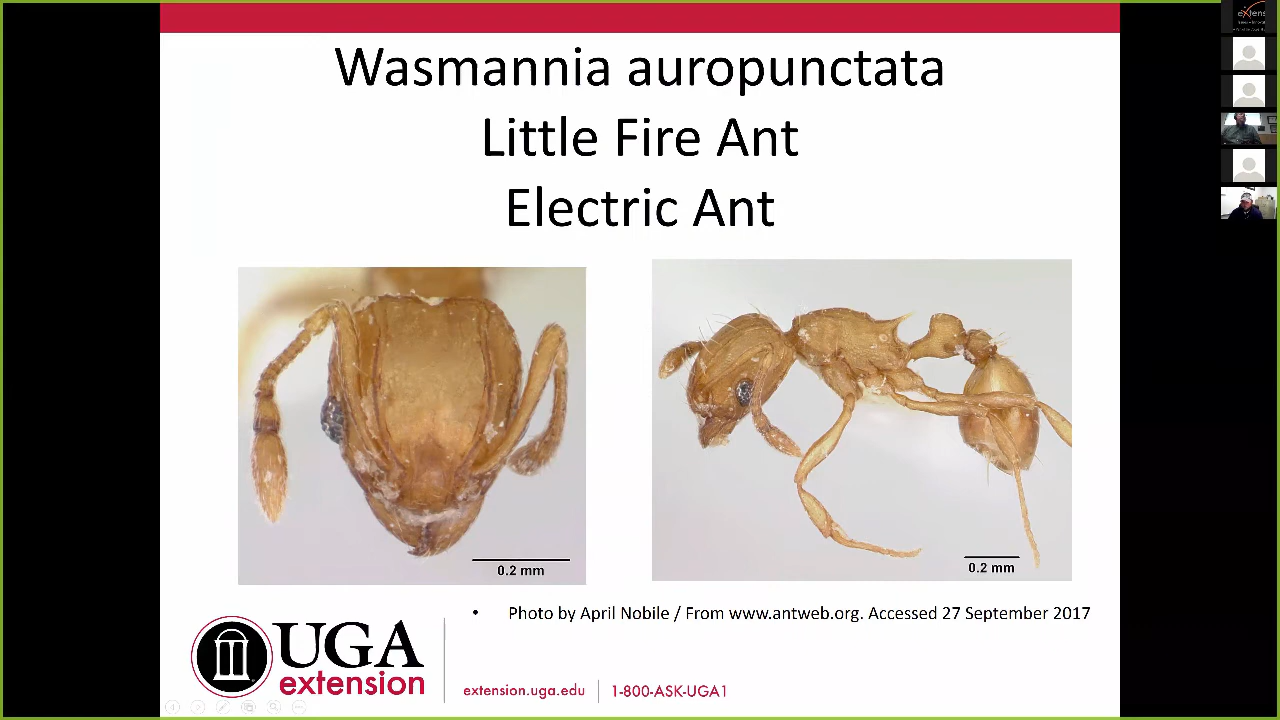 Wasmannia auropunctata
Little Fire Ant
Electric Ant
0.2 mm
0.2 mm
• Photo by April Nobile / From www.antweb.org. Accessed 27 September 2017
UGA
extension
extension.uga.edu
1-800-ASK-UGA1